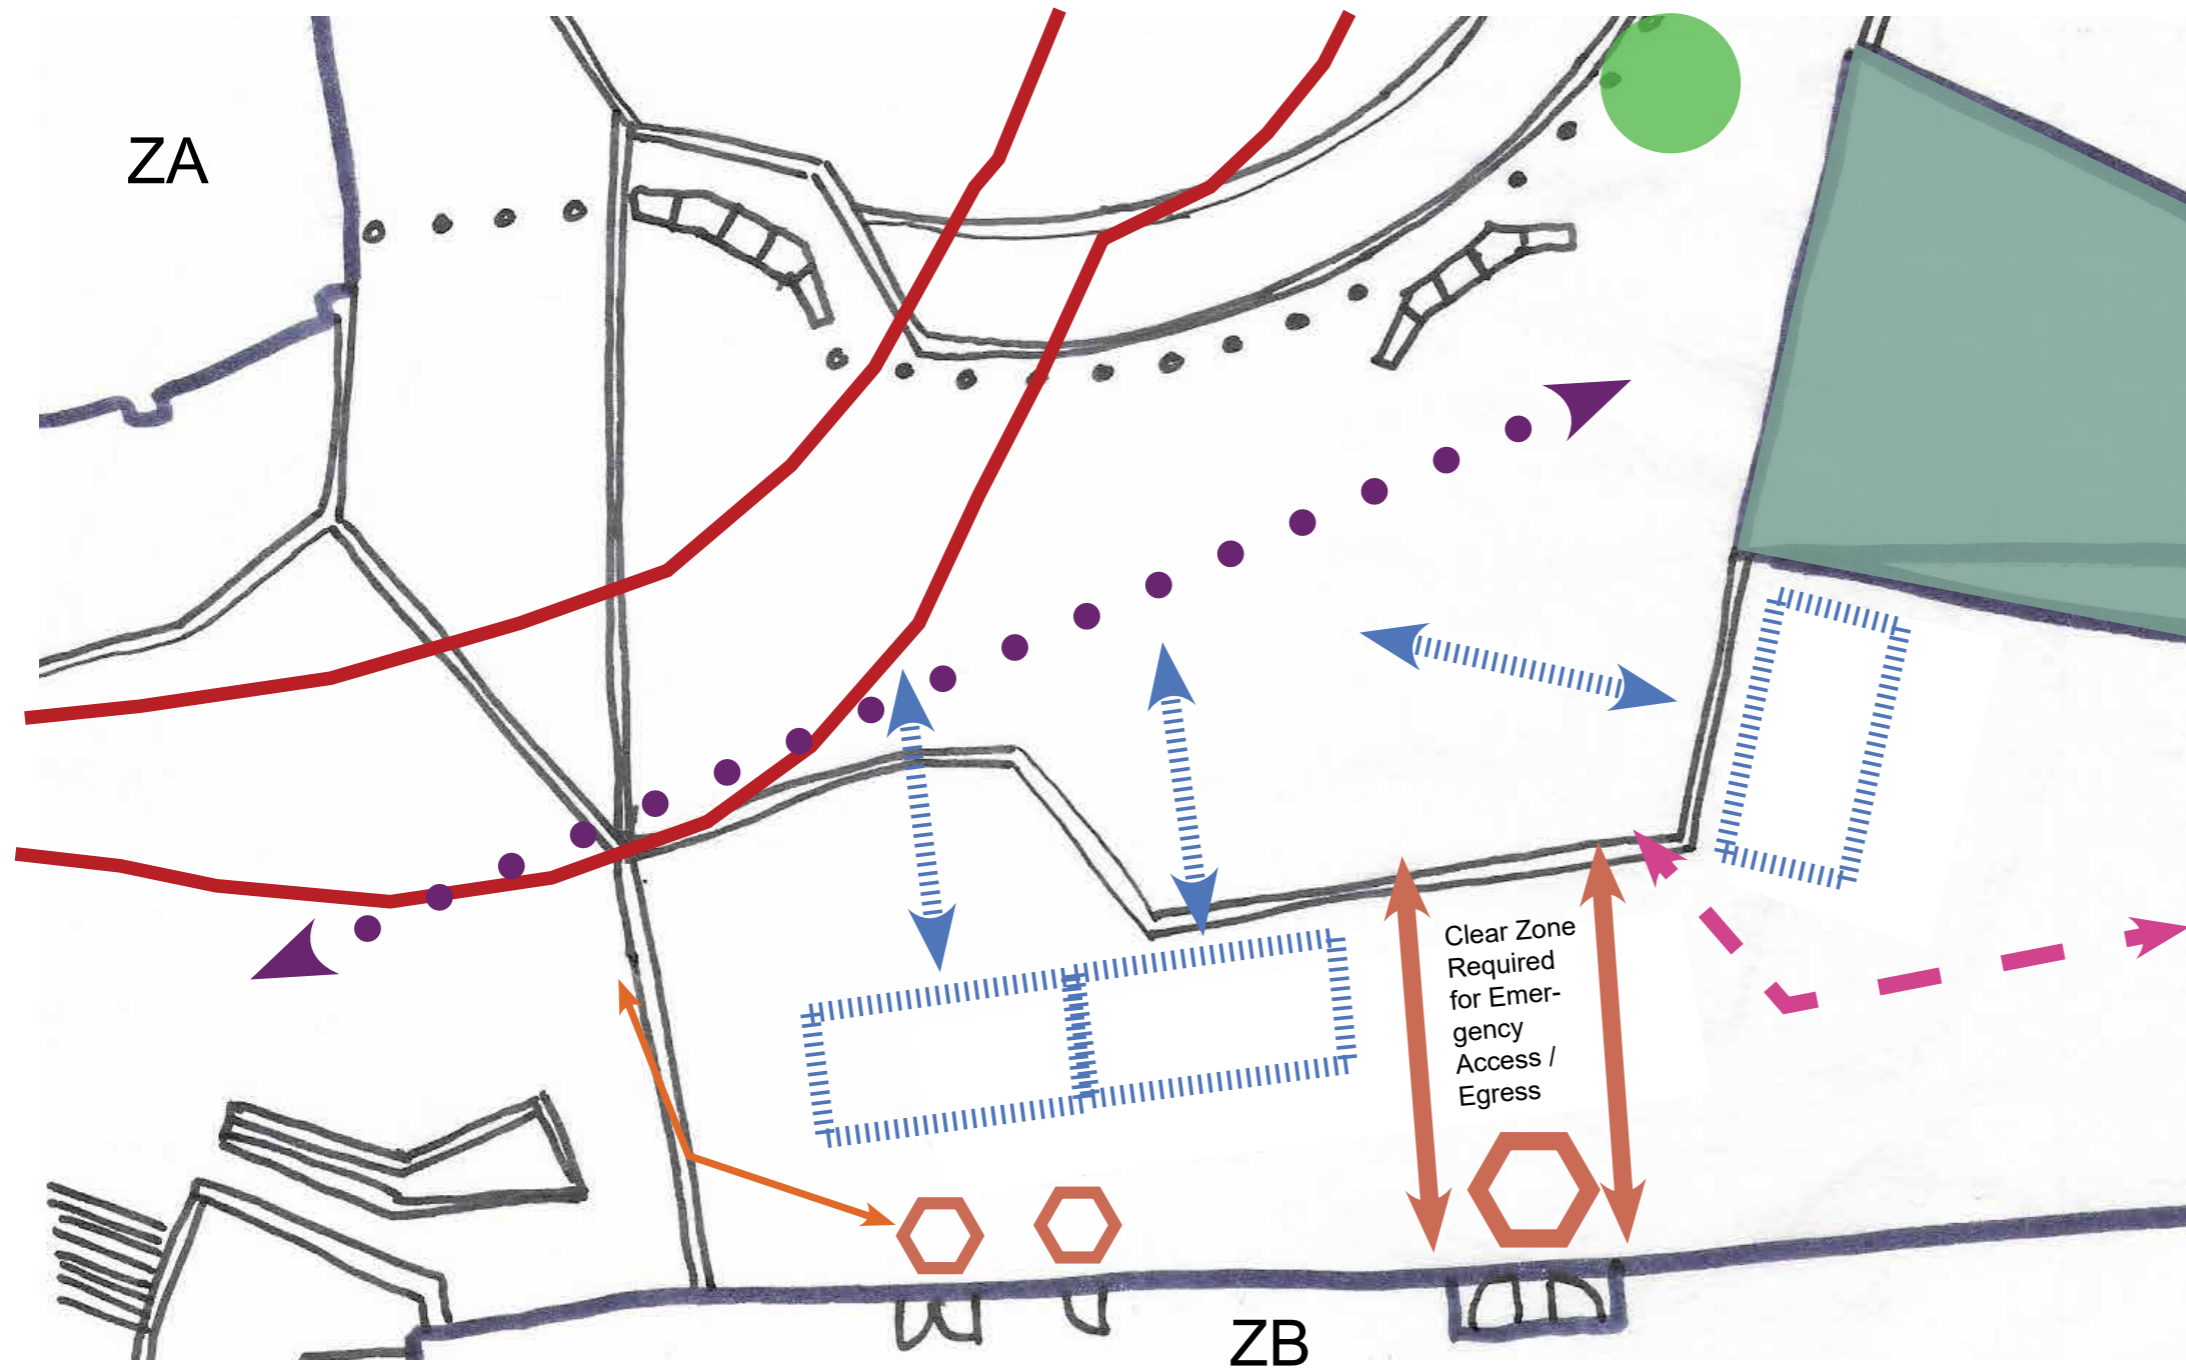 ZA
Clear Zone
Required
for Emer-
gency
Access /
Egress
ZB